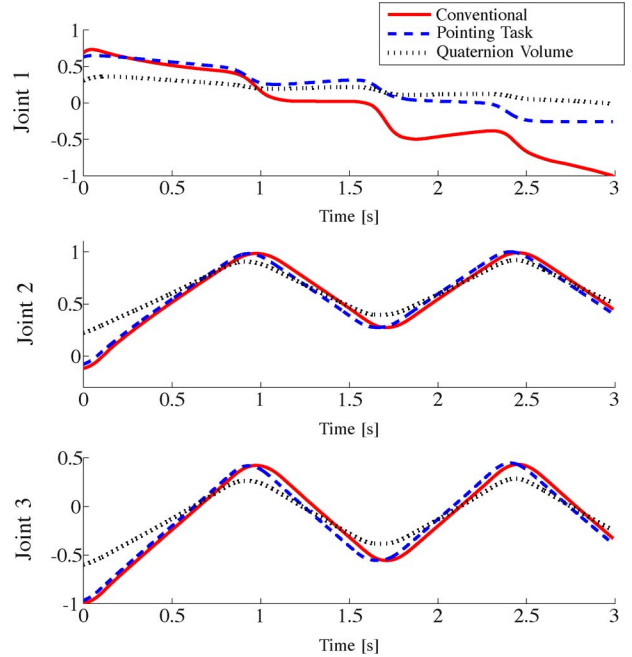 Conventional
Pointing Task
Quaternion Volume
1
0.5
0
-0.5
-1
Joint 1
0 0.5 1 1.5 2 2.5 3
Time [s]
1
0.5
0
Joint 2
0 0.5 1 1.5 2 2.5 3
Time [s]
0.5
0
-0.5
-1
Joint 3
0 0.5 1 1.5 2 2.5 3
Time [s]